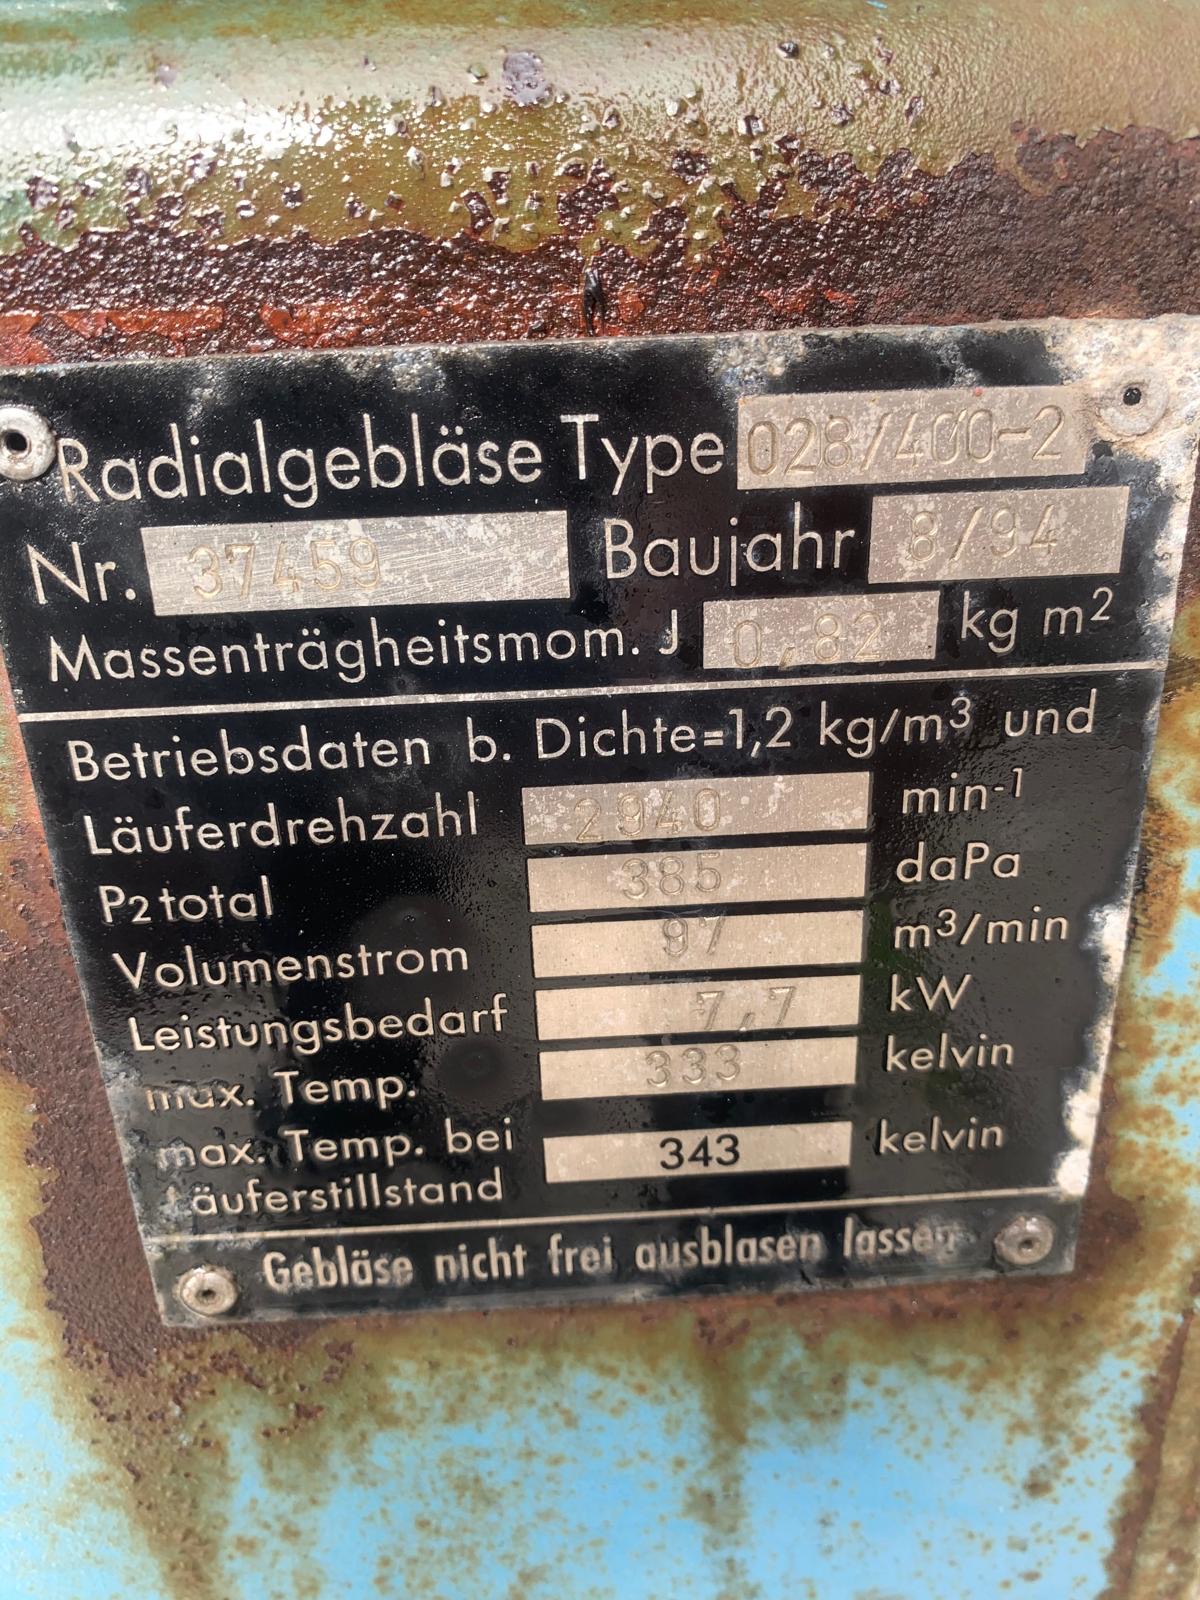 Radialgebläse Type 028/400-2
Nr. 37459 Baujahr 8/94
Massenträgheitsmom. J 0,82 kg m²
Betriebsdaten b. Dichte=1,2 kg/m³ und
Läuferdrehzahl 2940 min-1
P2 total 385 daPa
Volumenstrom 97 m³/min
Leistungsbedarf 7,7 kW
max. Temp. 333 kelvin
max. Temp. bei 343 kelvin
Läuferstillstand
Gebläse nicht frei ausblasen lassen